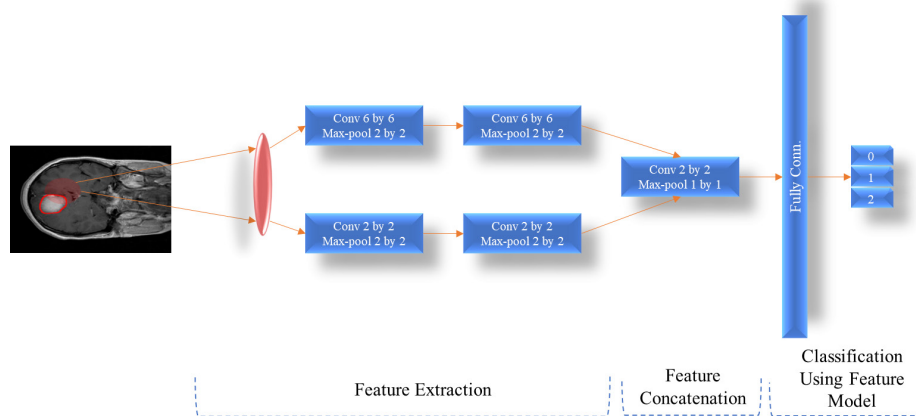 Conv 6 by 6
Max-pool 2 by 2
Conv 6 by 6
Max-pool 2 by 2
Conv 2 by 2
Max-pool 2 by 2
Conv 2 by 2
Max-pool 2 by 2
Conv 2 by 2
Max-pool 1 by 1
Fully Conn.
0
1
2
Feature Extraction
Feature
Concatenation
Classification
Using Feature
Model